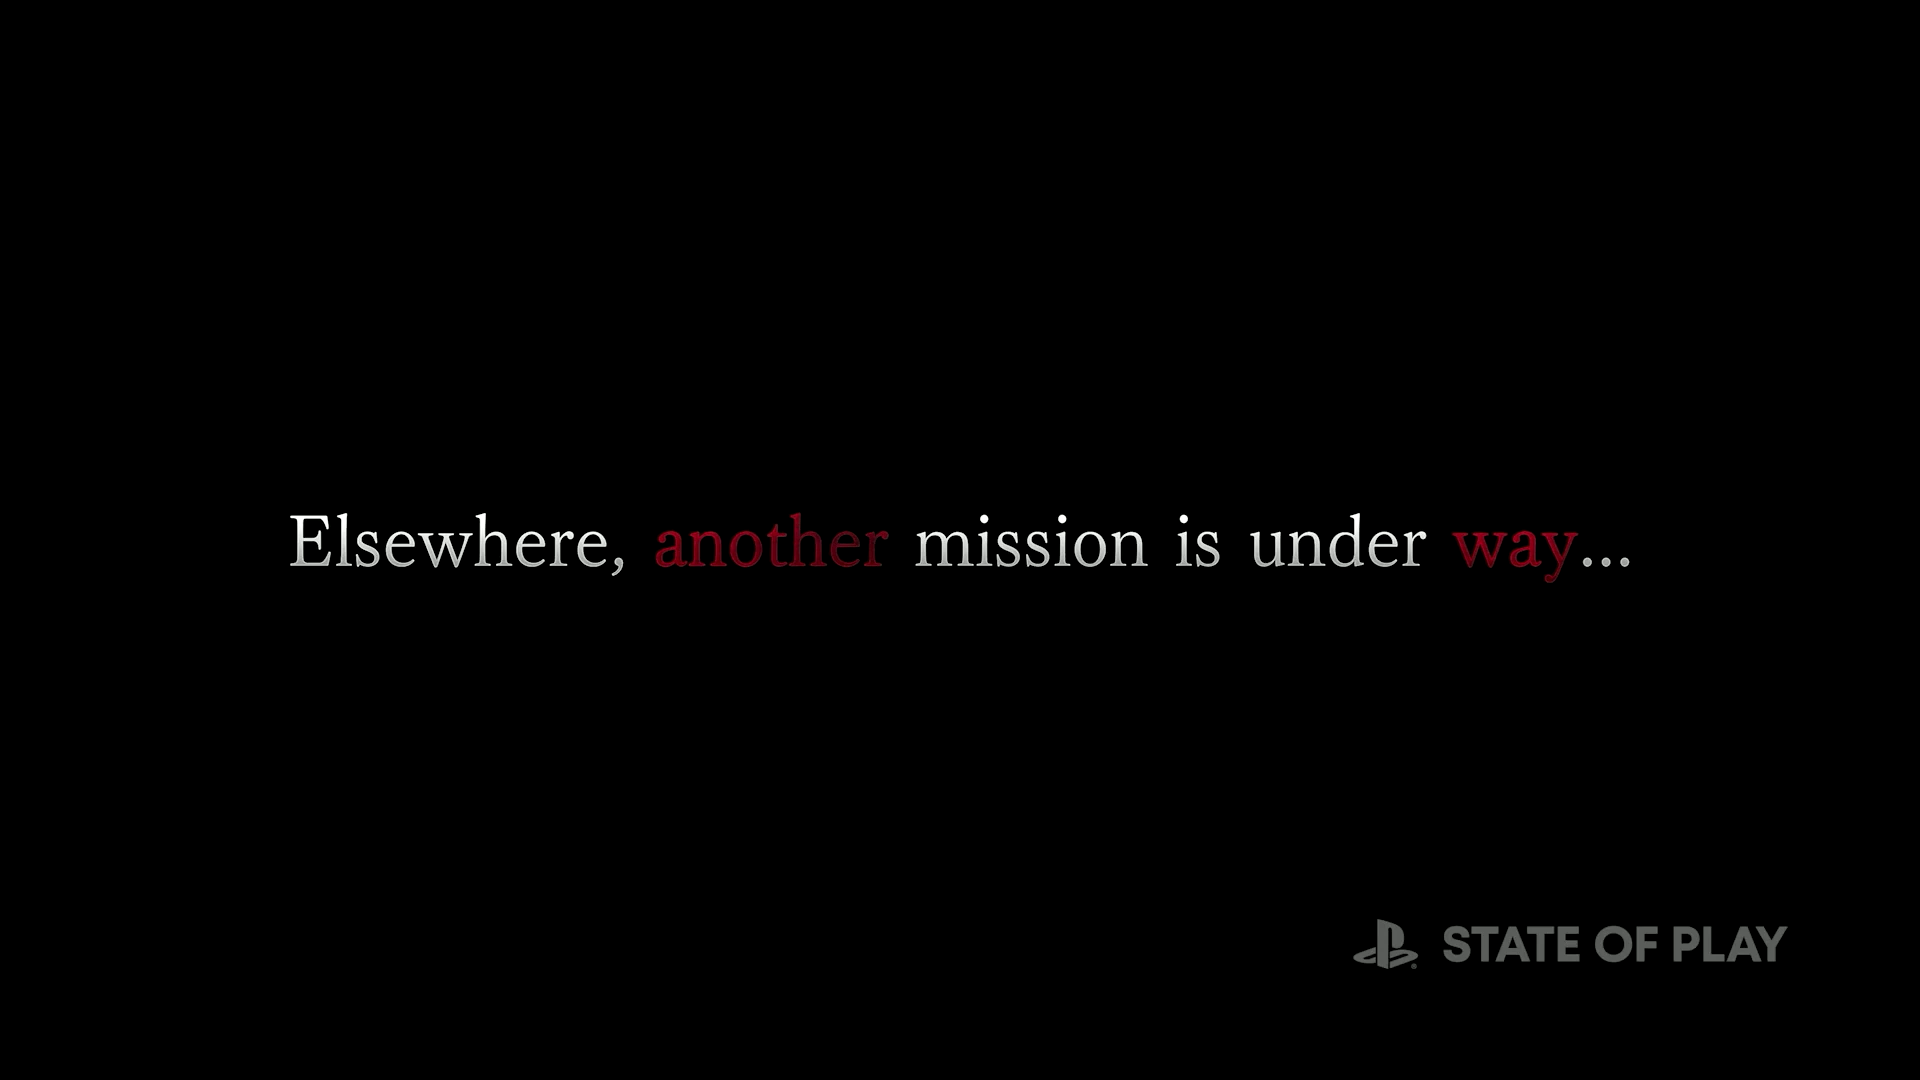 Elsewhere, another mission is under way...
STATE OF PLAY